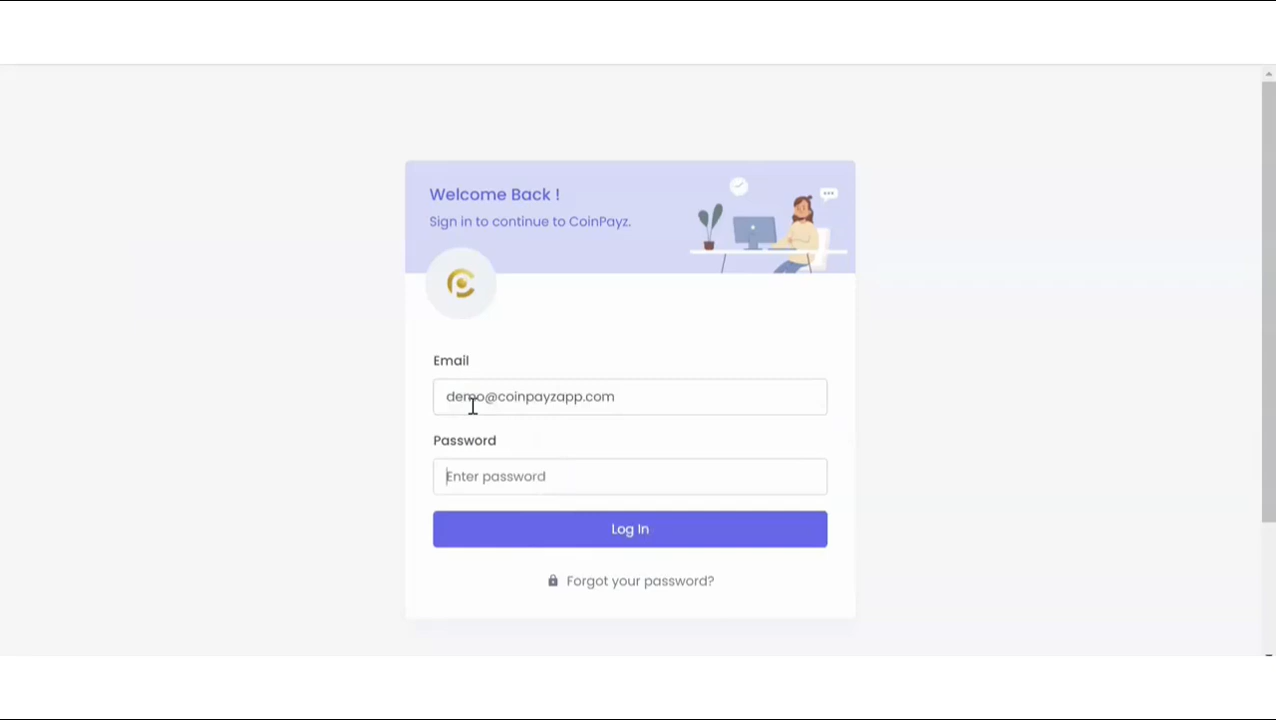 Welcome Back !
Sign in to continue to CoinPayz.
Email
demo@coinpayzapp.com
Password
Enter password
Log In
Forgot your password?